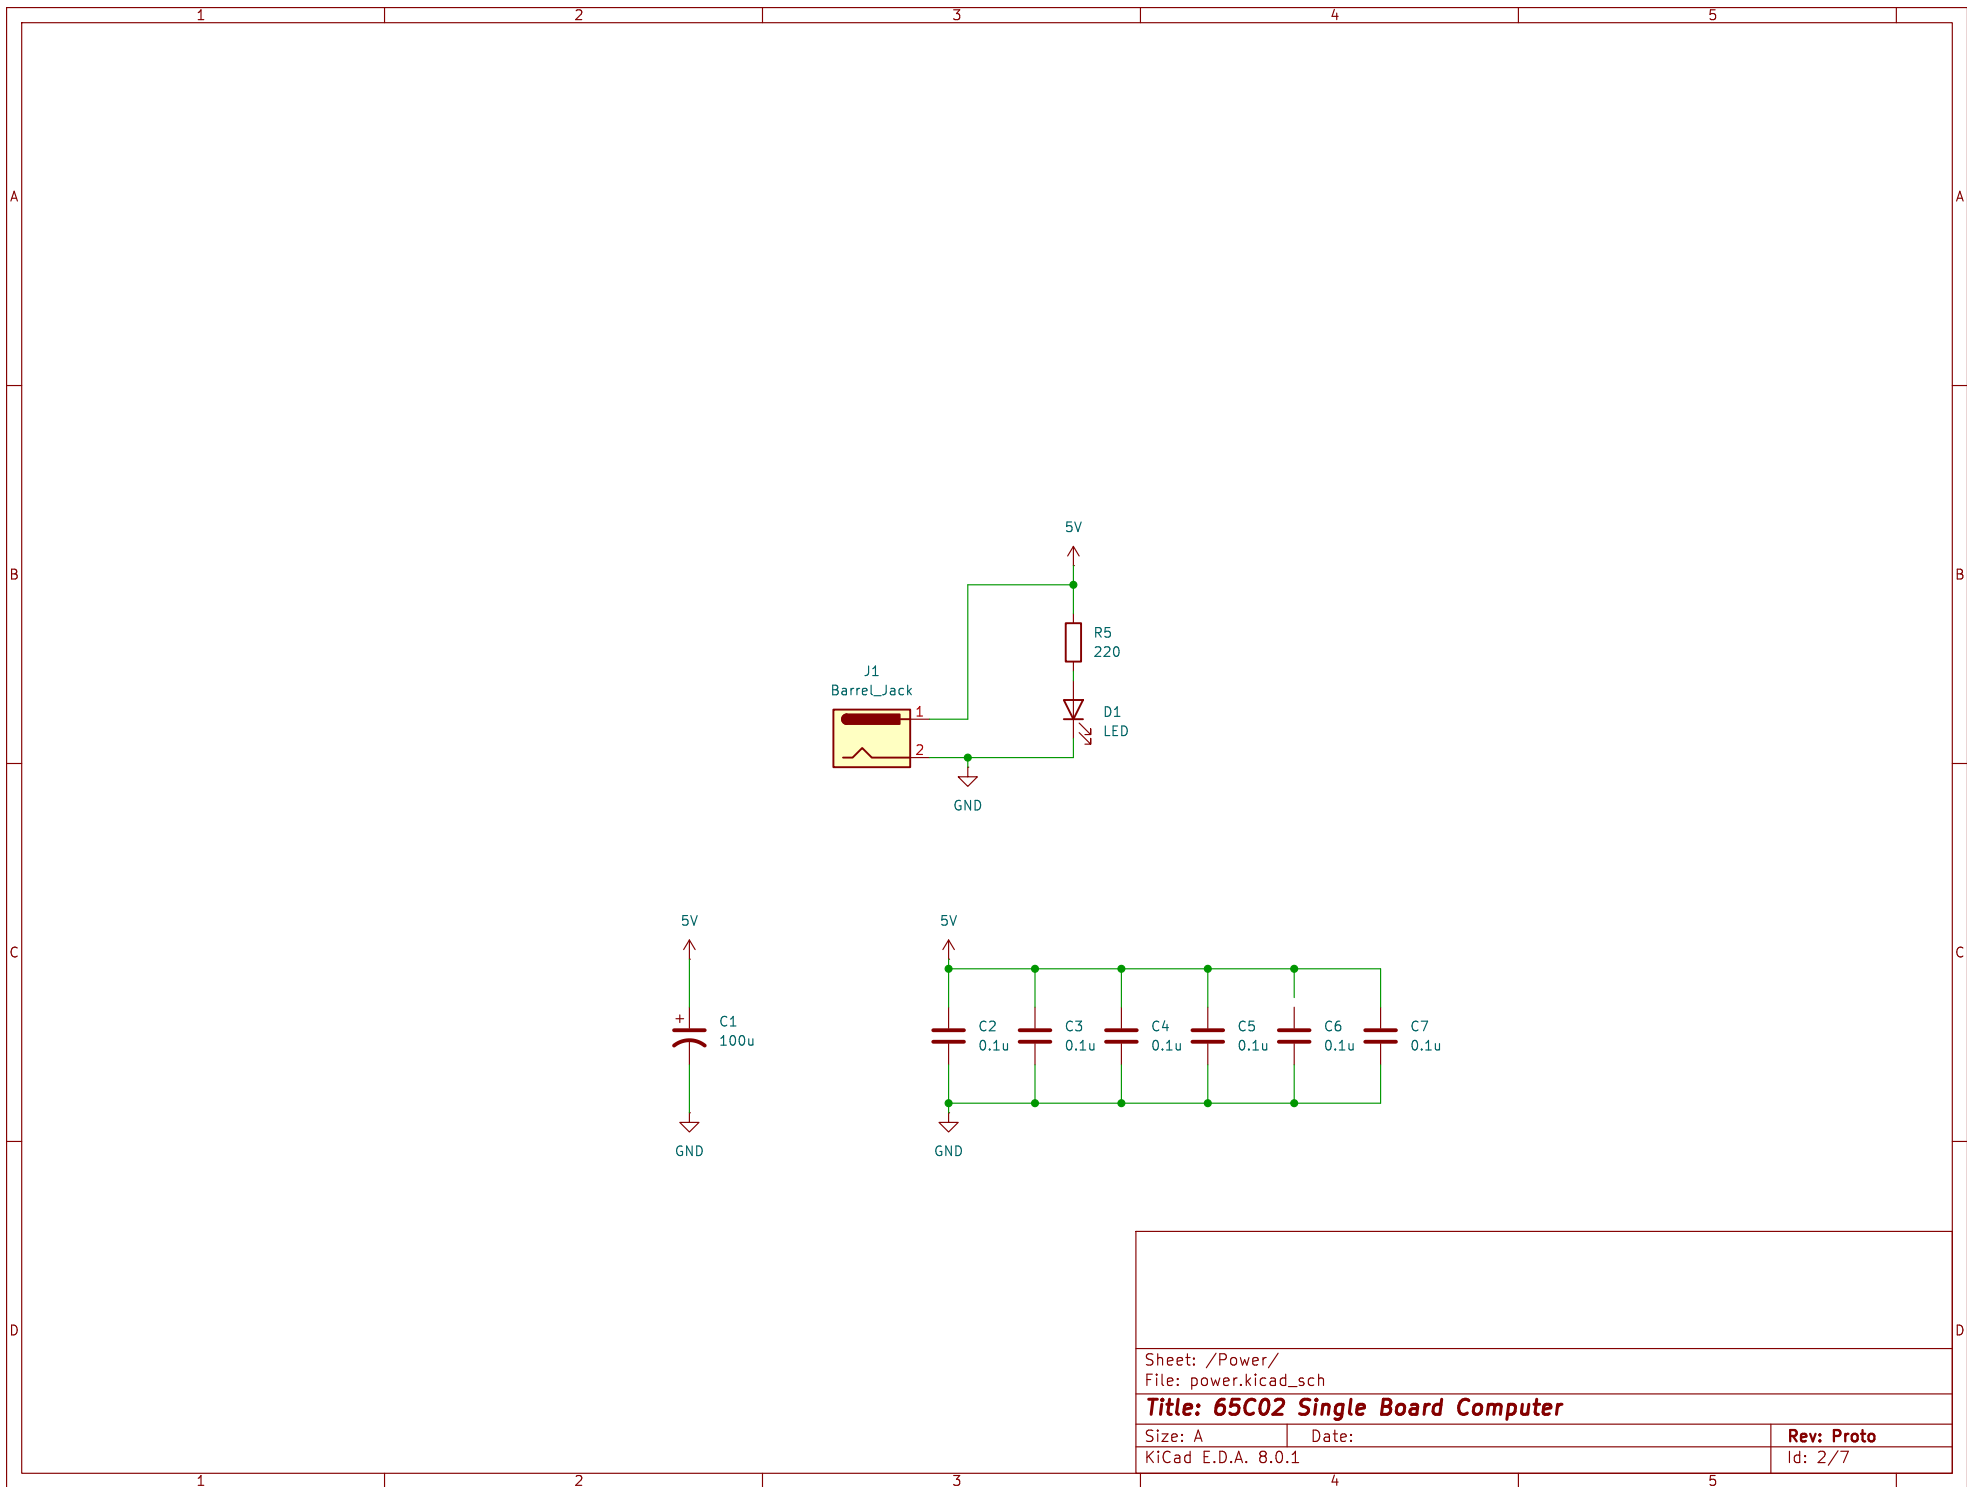 1 2 3 4 5
A A
5V
B B
R5
220
J1
Barrel_Jack
1
D1
LED
2
GND
5V 5V
C C
+
C1
100u
C2 C3 C4 C5 C6 C7
0.1u 0.1u 0.1u 0.1u 0.1u 0.1u
GND GND
D D
Sheet: /Power/
File: power.kicad_sch
Title: 65C02 Single Board Computer
Size: A Date: Rev: Proto
KiCad E.D.A. 8.0.1 Id: 2/7
1 2 3 4 5